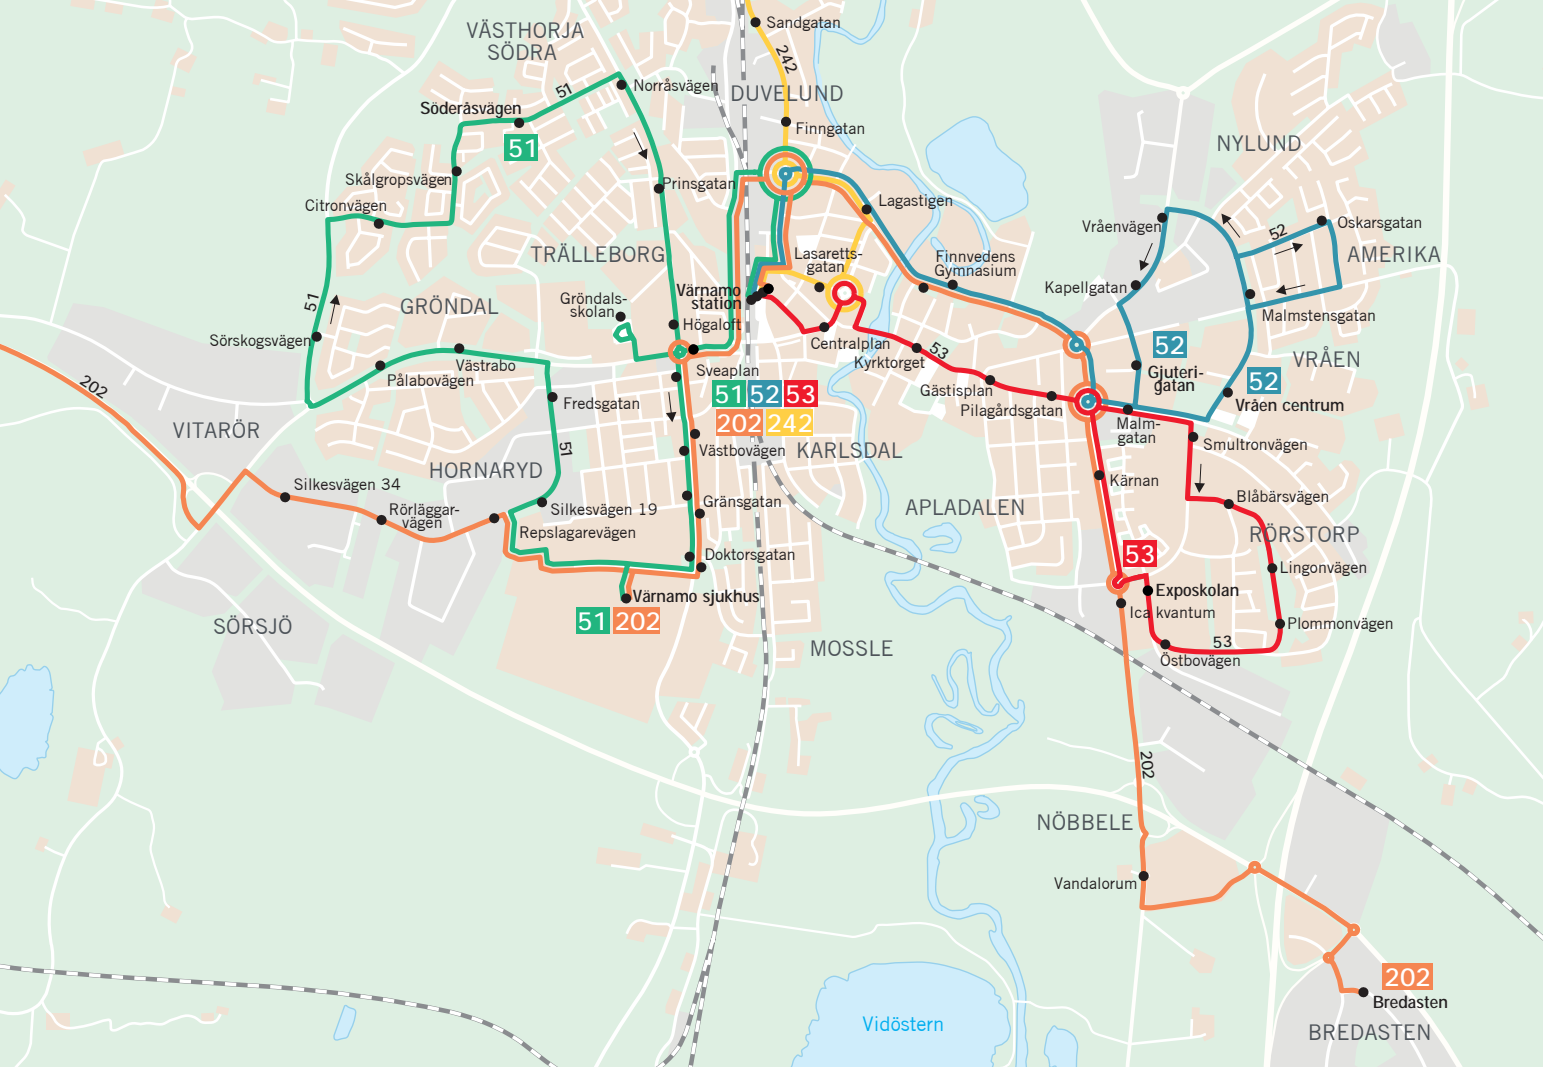 Sandgatan
VÄSTHORJA
SÖDRA
242
Norråsvägen
DUVELUND
51
Söderåsvägen
Finngatan
51
NYLUND
Skålgropsvägen
Prinsgatan
Citronvägen
Lagastigen
Vråenvägen
52
Oskarsgatan
TRÄLLEBORG
Lasaretts-
gatan
Finnvedens
Gymnasium
AMERIKA
Värnamo
station
Kapellgatan
51
GRÖNDAL
Gröndals-
skolan
Högaloft
Malmstensgatan
Sörskogsvägen
Centralplan
53
Kyrktorget
52
VRÅEN
Västrabo
Pålabovägen
Sveaplan
Gjuteri-
gatan
52
202
51 52 53
202 242
Gästisplan
Pilagårdsgatan
Vråen centrum
Fredsgatan
Malm-
gatan
VITARÖR
51
Västbovägen
KARLSDAL
Smultronvägen
HORNARYD
Silkesvägen 34
Kärnan
Blåbärsvägen
Rörläggar-
vägen
Silkesvägen 19
Gränsgatan
APLADALEN
Repslagarevägen
RÖRSTORP
Doktorsgatan
53
Lingonvägen
Värnamo sjukhus
Exposkolan
51 202
Ica kvantum
SÖRSJÖ
Plommonvägen
MOSSLE
53
Östbovägen
202
NÖBBELE
Vandalorum
202
Bredasten
Vidöstern
BREDASTEN